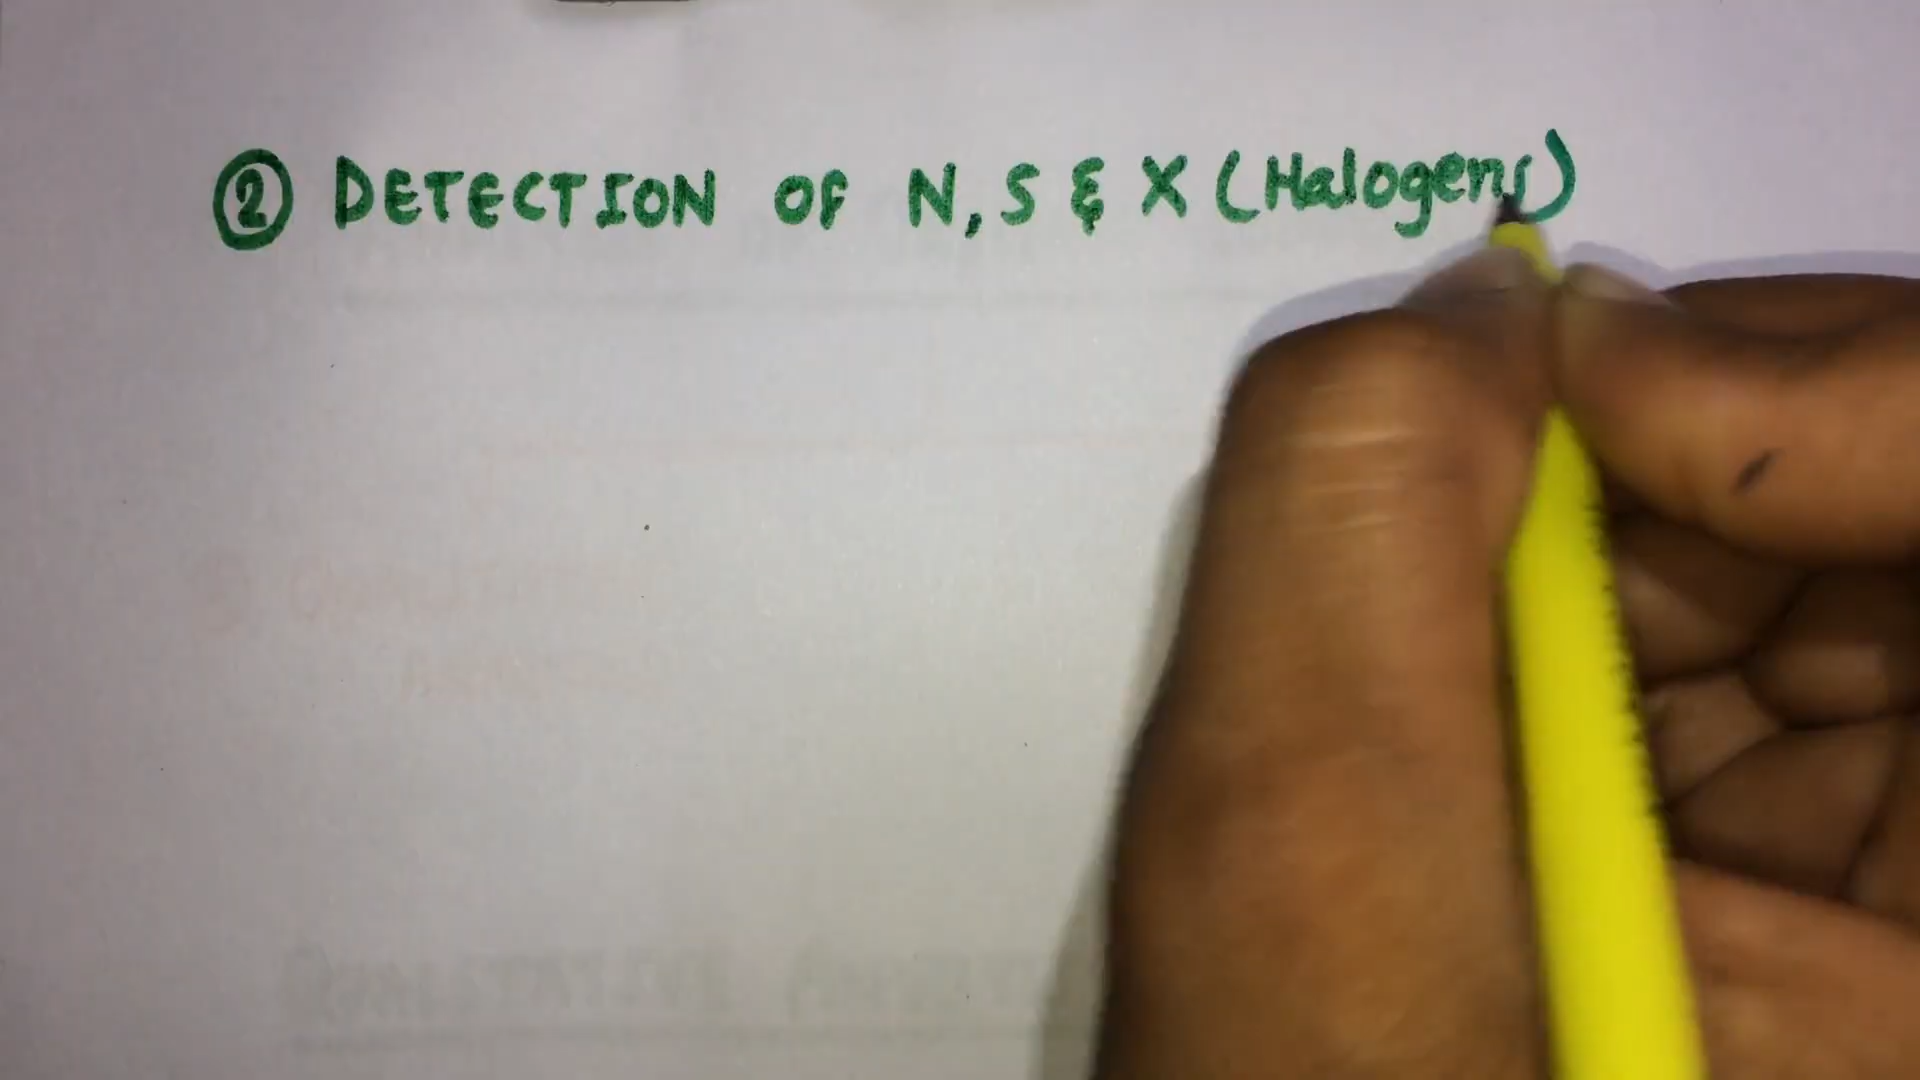 ② DETECTION OF N, S & X (Halogens)